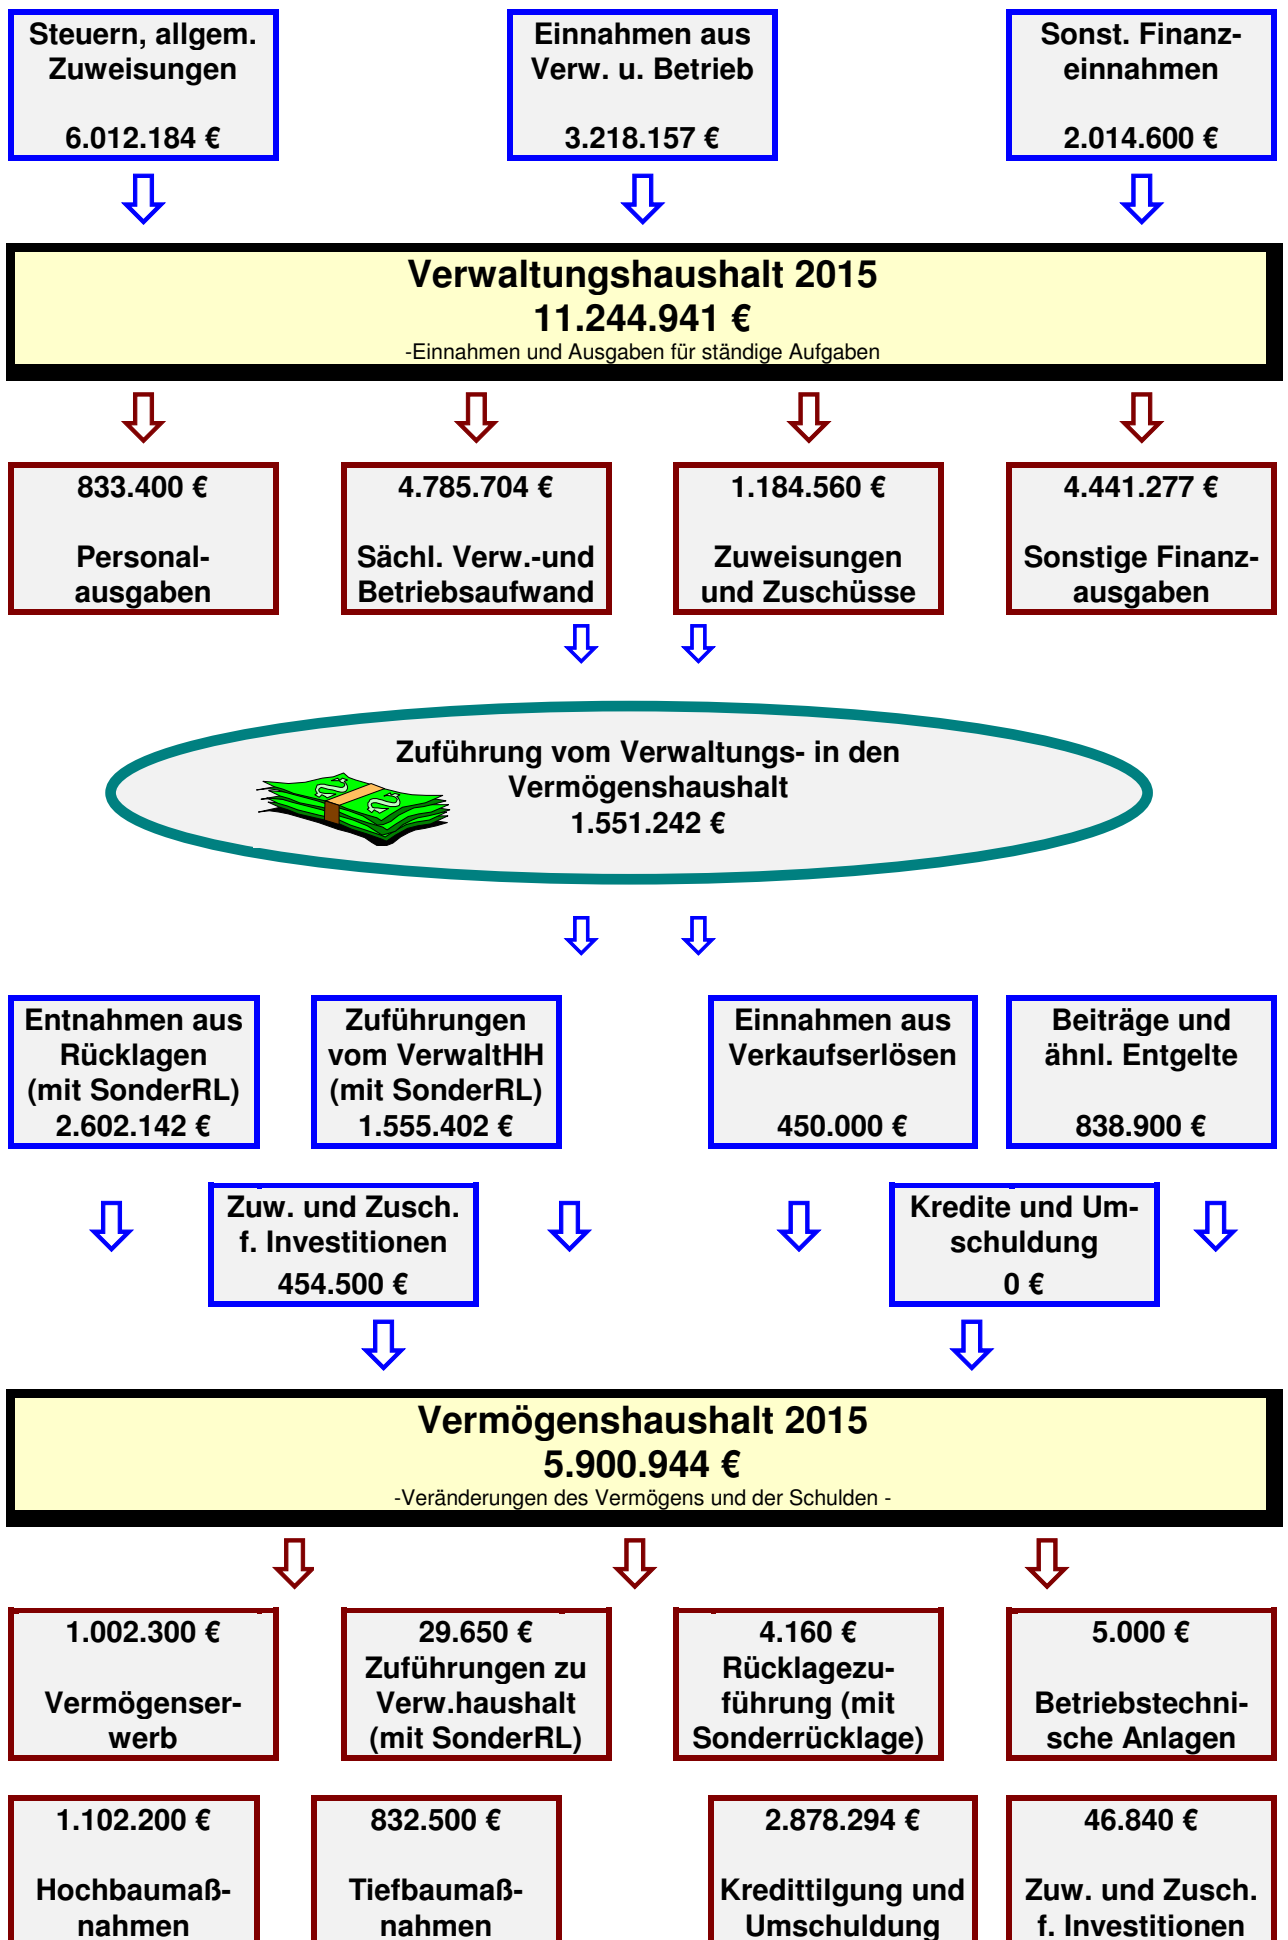 Steuern, allgem.
Zuweisungen
6.012.184 €
Einnahmen aus
Verw. u. Betrieb
3.218.157 €
Sonst. Finanz-
einnahmen
2.014.600 €
Verwaltungshaushalt 2015
11.244.941 €
-Einnahmen und Ausgaben für ständige Aufgaben
833.400 €
Personal-
ausgaben
4.785.704 €
Sächl. Verw.-und
Betriebsaufwand
1.184.560 €
Zuweisungen
und Zuschüsse
4.441.277 €
Sonstige Finanz-
ausgaben
Zuführung vom Verwaltungs- in den
Vermögenshaushalt
1.551.242 €
Entnahmen aus
Rücklagen
(mit SonderRL)
2.602.142 €
Zuführungen
vom VerwaltHH
(mit SonderRL)
1.555.402 €
Einnahmen aus
Verkaufserlösen
450.000 €
Beiträge und
ähnl. Entgelte
838.900 €
Zuw. und Zusch.
f. Investitionen
454.500 €
Kredite und Um-
schuldung
0 €
Vermögenshaushalt 2015
5.900.944 €
-Veränderungen des Vermögens und der Schulden -
1.002.300 €
Vermögenser-
werb
29.650 €
Zuführungen zu
Verw.haushalt
(mit SonderRL)
4.160 €
Rücklagezu-
führung (mit
Sonderrücklage)
5.000 €
Betriebstechni-
sche Anlagen
1.102.200 €
Hochbaumaß-
nahmen
832.500 €
Tiefbaumaß-
nahmen
2.878.294 €
Kredittilgung und
Umschuldung
46.840 €
Zuw. und Zusch.
f. Investitionen